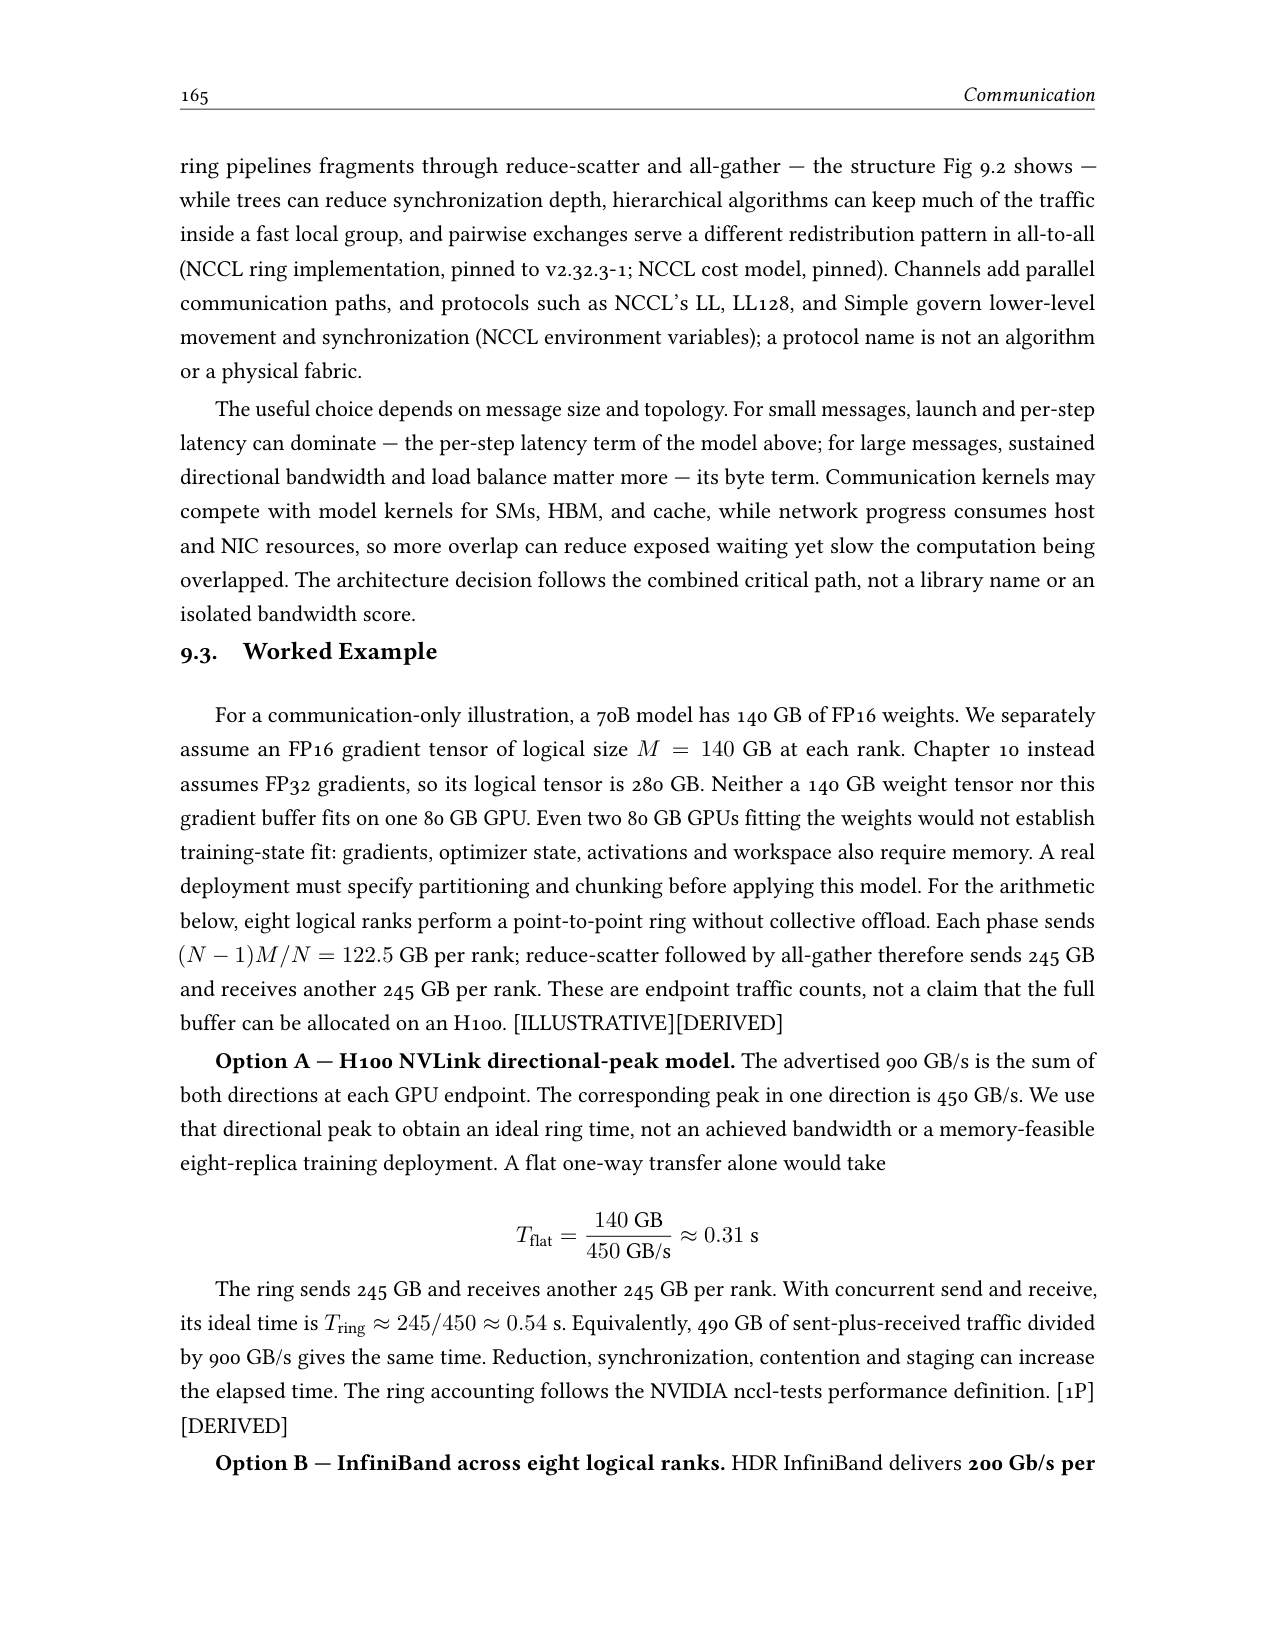 165 Communication
ring pipelines fragments through reduce-scatter and all-gather — the structure Fig 9.2 shows —
while trees can reduce synchronization depth, hierarchical algorithms can keep much of the traffic
inside a fast local group, and pairwise exchanges serve a different redistribution pattern in all-to-all
(NCCL ring implementation, pinned to v2.32.3-1; NCCL cost model, pinned). Channels add parallel
communication paths, and protocols such as NCCL’s LL, LL128, and Simple govern lower-level
movement and synchronization (NCCL environment variables); a protocol name is not an algorithm
or a physical fabric.
The useful choice depends on message size and topology. For small messages, launch and per-step
latency can dominate — the per-step latency term of the model above; for large messages, sustained
directional bandwidth and load balance matter more — its byte term. Communication kernels may
compete with model kernels for SMs, HBM, and cache, while network progress consumes host
and NIC resources, so more overlap can reduce exposed waiting yet slow the computation being
overlapped. The architecture decision follows the combined critical path, not a library name or an
isolated bandwidth score.
9.3. Worked Example
For a communication-only illustration, a 70B model has 140 GB of FP16 weights. We separately
assume an FP16 gradient tensor of logical size M = 140 GB at each rank. Chapter 10 instead
assumes FP32 gradients, so its logical tensor is 280 GB. Neither a 140 GB weight tensor nor this
gradient buffer fits on one 80 GB GPU. Even two 80 GB GPUs fitting the weights would not establish
training-state fit: gradients, optimizer state, activations and workspace also require memory. A real
deployment must specify partitioning and chunking before applying this model. For the arithmetic
below, eight logical ranks perform a point-to-point ring without collective offload. Each phase sends
(N − 1)M/N = 122.5 GB per rank; reduce-scatter followed by all-gather therefore sends 245 GB
and receives another 245 GB per rank. These are endpoint traffic counts, not a claim that the full
buffer can be allocated on an H100. [ILLUSTRATIVE][DERIVED]
Option A — H100 NVLink directional-peak model. The advertised 900 GB/s is the sum of
both directions at each GPU endpoint. The corresponding peak in one direction is 450 GB/s. We use
that directional peak to obtain an ideal ring time, not an achieved bandwidth or a memory-feasible
eight-replica training deployment. A flat one-way transfer alone would take
T_flat = 140 GB / 450 GB/s ≈ 0.31 s
The ring sends 245 GB and receives another 245 GB per rank. With concurrent send and receive,
its ideal time is T_ring ≈ 245/450 ≈ 0.54 s. Equivalently, 490 GB of sent-plus-received traffic divided
by 900 GB/s gives the same time. Reduction, synchronization, contention and staging can increase
the elapsed time. The ring accounting follows the NVIDIA nccl-tests performance definition. [1P]
[DERIVED]
Option B — InfiniBand across eight logical ranks. HDR InfiniBand delivers 200 Gb/s per